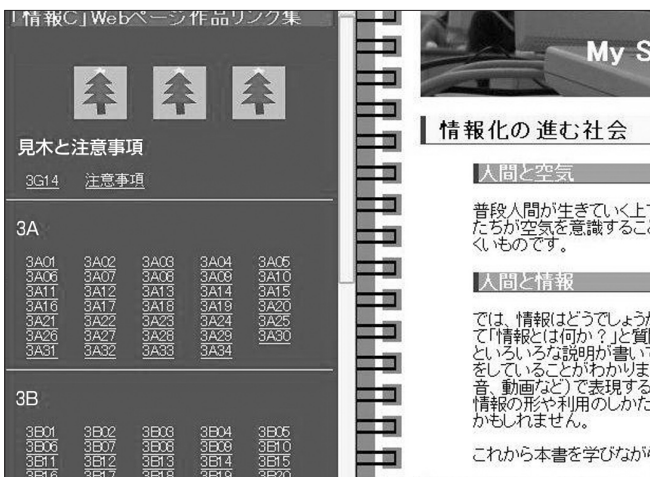 「情報C」Webページ作品リンク集
見木と注意事項
3G14 注意事項
3A
3A01 3A02 3A03 3A04 3A05
3A06 3A07 3A08 3A09 3A10
3A11 3A12 3A13 3A14 3A15
3A16 3A17 3A18 3A19 3A20
3A21 3A22 3A23 3A24 3A25
3A26 3A27 3A28 3A29 3A30
3A31 3A32 3A33 3A34
3B
3B01 3B02 3B03 3B04 3B05
3B06 3B07 3B08 3B09 3B10
3B11 3B12 3B13 3B14 3B15
3B16 3B17 3B18 3B19 3B20
My S
情報化の進む社会
人間と空気
普段人間が生きていく上で
たちが空気を意識すること
くいものです。
人間と情報
では、情報はどうでしょうか
て「情報とは何か？」と質問
といろいろな説明が書いて
をしていることがわかりま
音、動画など）で表現する
情報の形や利用のしかた
かもしれません。
これから本書を学びながら